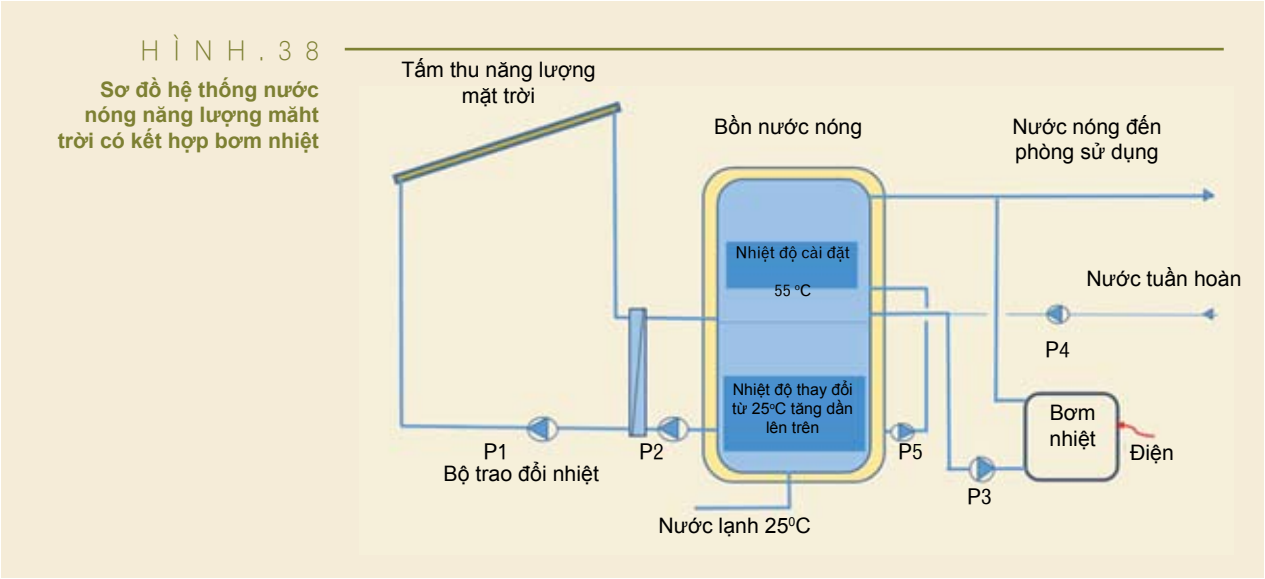 HÌNH.38
Sơ đồ hệ thống nước
nóng năng lượng măht
trời có kết hợp bơm nhiệt
Tấm thu năng lượng
mặt trời
Bồn nước nóng
Nước nóng đến
phòng sử dụng
Nhiệt độ cài đặt
55 °C
Nước tuần hoàn
P4
Nhiệt độ thay đổi
từ 25°C tăng dần
lên trên
Bơm
nhiệt
Điện
P1
P2
P5
Bộ trao đổi nhiệt
P3
Nước lạnh 25⁰C